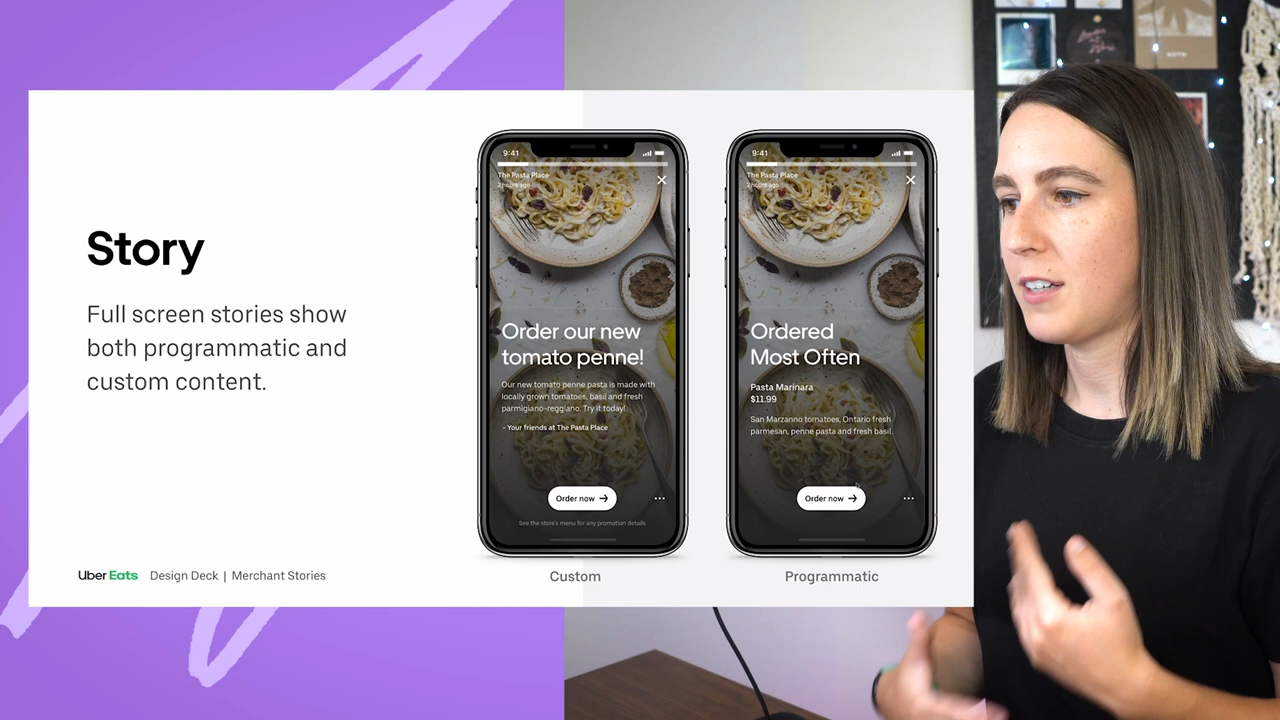 Story
Full screen stories show
both programmatic and
custom content.
Uber Eats Design Deck | Merchant Stories
9:41
The Pasta Place
2 hours ago
Order our new
tomato penne!
Our new tomato penne pasta is made with
locally grown tomatoes, basil and fresh
parmigiano-reggiano. Try it today!
- Your friends at The Pasta Place
Order now
See the store's menu for any promotion details
Custom
9:41
The Pasta Place
2 hours ago
Ordered
Most Often
Pasta Marinara
$11.99
San Marzanno tomatoes, Ontario fresh
parmesan, penne pasta and fresh basil.
Order now
Programmatic